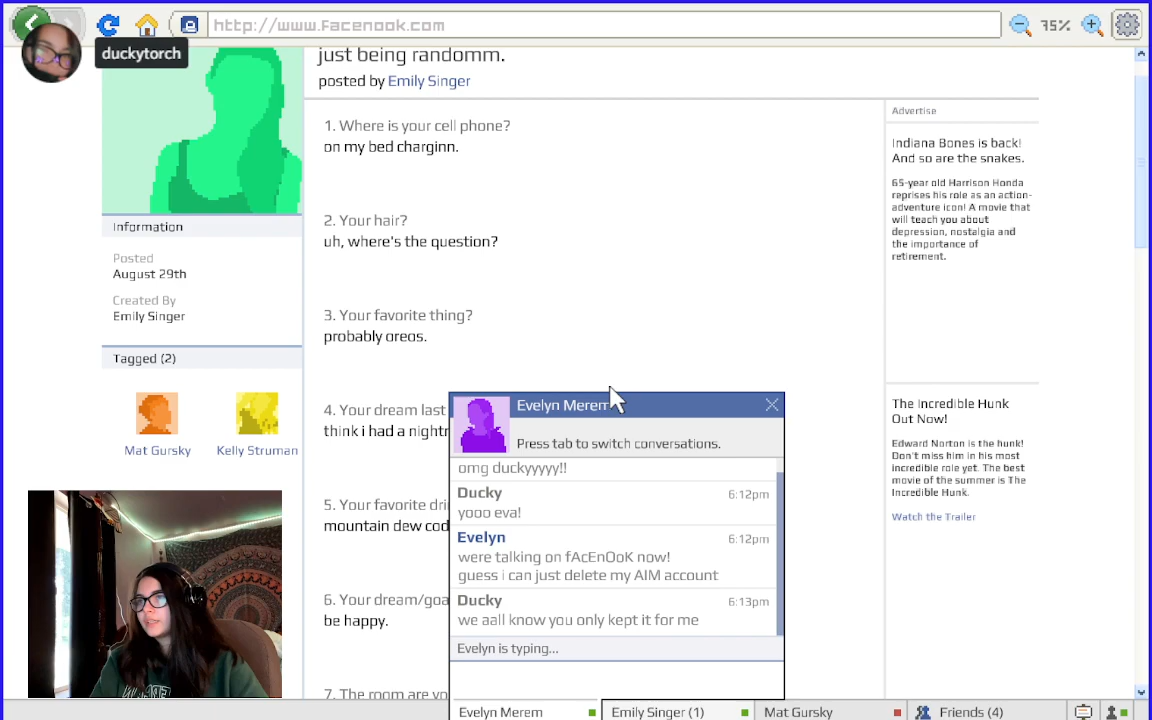 http://www.Facenook.com
75%
duckytorch
just being randomm.
posted by Emily Singer
1. Where is your cell phone?
on my bed charginn.
2. Your hair?
uh, where's the question?
3. Your favorite thing?
probably oreos.
4. Your dream last
think i had a nightr
5. Your favorite dri
mountain dew cod
6. Your dream/goa
be happy.
7. The room are yo
Information
Posted
August 29th
Created By
Emily Singer
Tagged (2)
Mat Gursky
Kelly Struman
Advertise
Indiana Bones is back!
And so are the snakes.
65-year old Harrison Honda
reprises his role as an action-
adventure icon! A movie that
will teach you about
depression, nostalgia and
the importance of
retirement.
The Incredible Hunk
Out Now!
Edward Norton is the hunk!
Don't miss him in his most
incredible role yet. The best
movie of the summer is The
Incredible Hunk.
Watch the Trailer
Evelyn Merem
Press tab to switch conversations.
omg duckyyyyy!!
Ducky 6:12pm
yooo eva!
Evelyn 6:12pm
were talking on fAcEnOoK now!
guess i can just delete my AIM account
Ducky 6:13pm
we aall know you only kept it for me
Evelyn is typing...
Evelyn Merem
Emily Singer (1)
Mat Gursky
Friends (4)